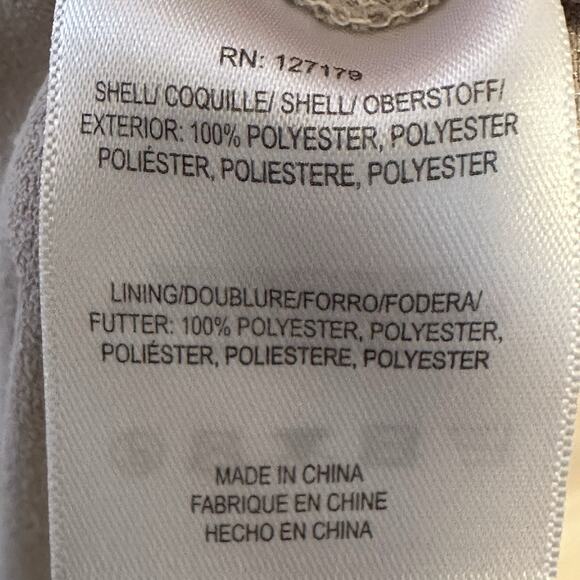 RN: 127179
SHELL/ COQUILLE/ SHELL/ OBERSTOFF/
EXTERIOR: 100% POLYESTER, POLYESTER
POLIÉSTER, POLIESTERE, POLYESTER
LINING/DOUBLURE/FORRO/FODERA/
FUTTER: 100% POLYESTER, POLYESTER,
POLIÉSTER, POLIESTERE, POLYESTER
MADE IN CHINA
FABRIQUE EN CHINE
HECHO EN CHINA